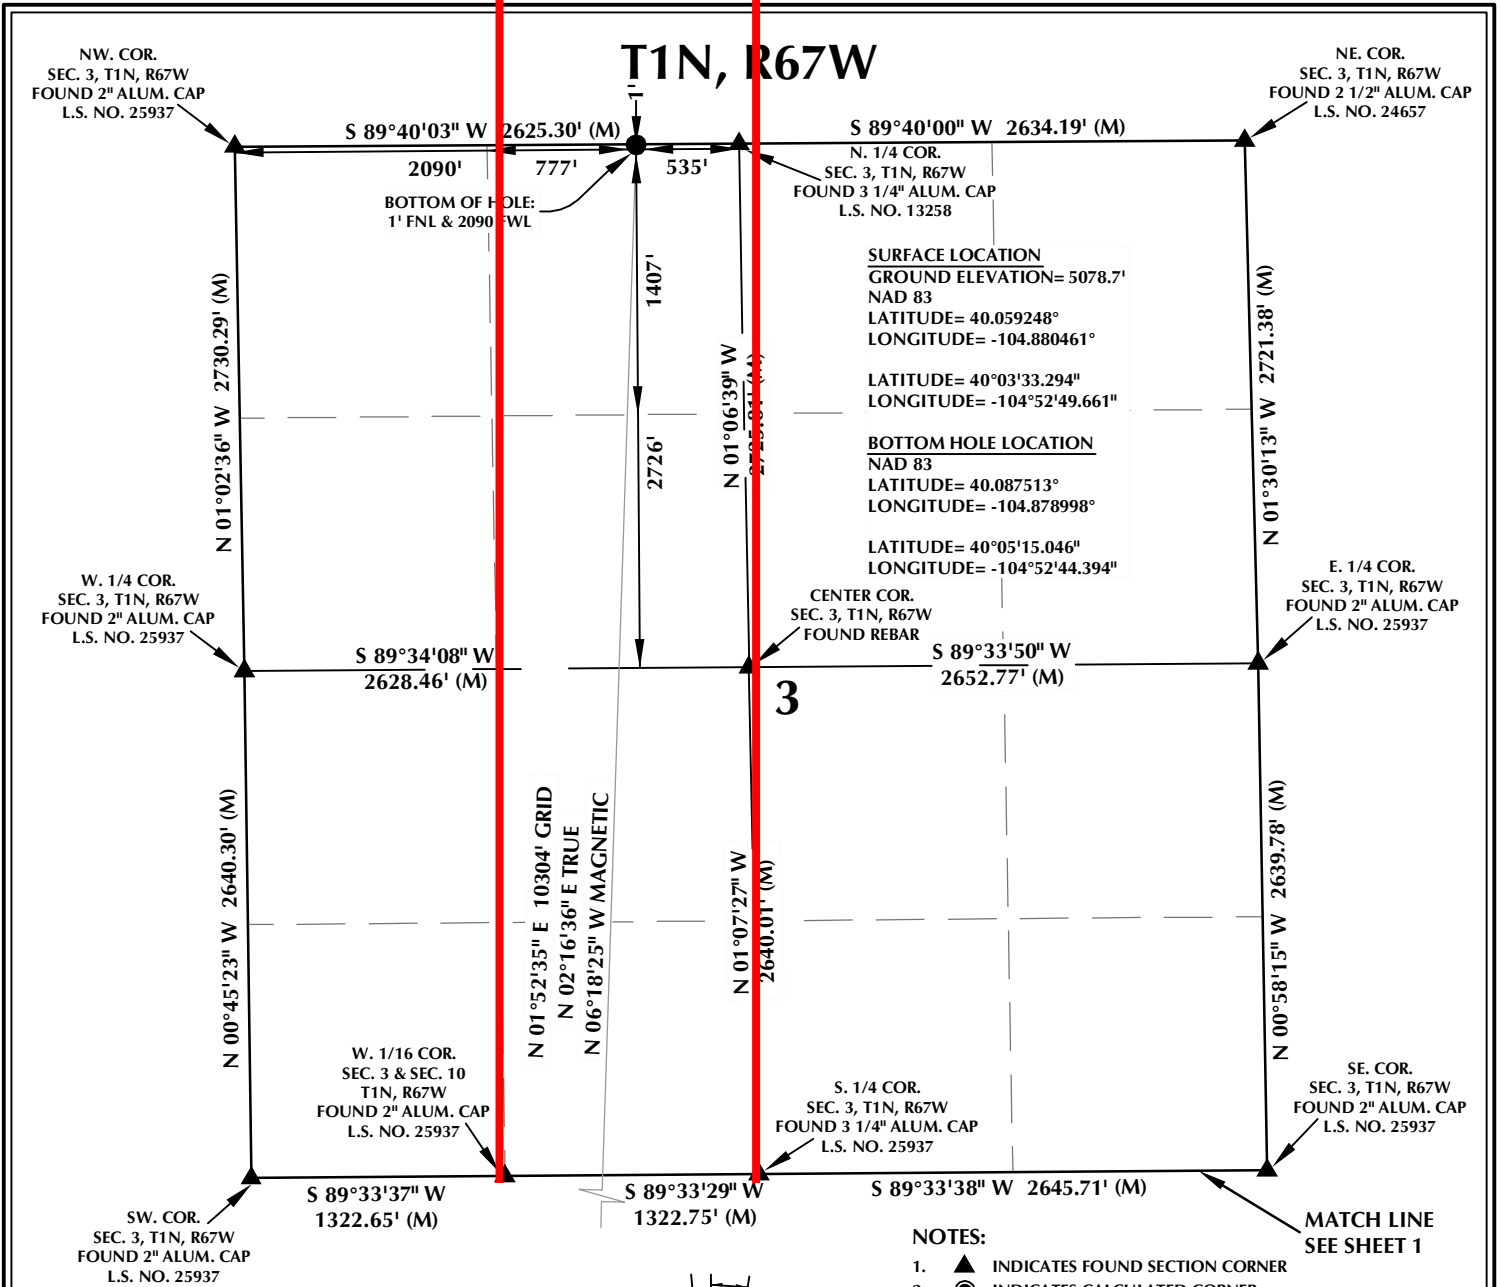 T1N, R67W
NW. COR.
SEC. 3, T1N, R67W
FOUND 2" ALUM. CAP
L.S. NO. 25937
NE. COR.
SEC. 3, T1N, R67W
FOUND 2 1/2" ALUM. CAP
L.S. NO. 24657
1'
S 89°40'03" W 2625.30' (M)
S 89°40'00" W 2634.19' (M)
2090'
777'
535'
N. 1/4 COR.
SEC. 3, T1N, R67W
FOUND 3 1/4" ALUM. CAP
L.S. NO. 13258
BOTTOM OF HOLE:
1' FNL & 2090 FWL
SURFACE LOCATION
GROUND ELEVATION= 5078.7'
NAD 83
LATITUDE= 40.059248°
LONGITUDE= -104.880461°
LATITUDE= 40°03'33.294"
LONGITUDE= -104°52'49.661"
BOTTOM HOLE LOCATION
NAD 83
LATITUDE= 40.087513°
LONGITUDE= -104.878998°
LATITUDE= 40°05'15.046"
LONGITUDE= -104°52'44.394"
N 01°02'36" W 2730.29' (M)
1407'
2726'
N 01°06'39" W
N 01°30'13" W 2721.38' (M)
W. 1/4 COR.
SEC. 3, T1N, R67W
FOUND 2" ALUM. CAP
L.S. NO. 25937
CENTER COR.
SEC. 3, T1N, R67W
FOUND REBAR
E. 1/4 COR.
SEC. 3, T1N, R67W
FOUND 2" ALUM. CAP
L.S. NO. 25937
S 89°34'08" W
2628.46' (M)
S 89°33'50" W
2652.77' (M)
3
N 00°45'23" W 2640.30' (M)
N 01°52'35" E 10304' GRID
N 02°16'36" E TRUE
N 06°18'25" W MAGNETIC
N 01°07'27" W
2640.01' (M)
N 00°58'15" W 2639.78' (M)
W. 1/16 COR.
SEC. 3 & SEC. 10
T1N, R67W
FOUND 2" ALUM. CAP
L.S. NO. 25937
S. 1/4 COR.
SEC. 3, T1N, R67W
FOUND 3 1/4" ALUM. CAP
L.S. NO. 25937
SE. COR.
SEC. 3, T1N, R67W
FOUND 2" ALUM. CAP
L.S. NO. 25937
S 89°33'37" W
1322.65' (M)
S 89°33'29" W
1322.75' (M)
S 89°33'38" W 2645.71' (M)
SW. COR.
SEC. 3, T1N, R67W
FOUND 2" ALUM. CAP
L.S. NO. 25937
MATCH LINE
SEE SHEET 1
NOTES:
1. INDICATES FOUND SECTION CORNER
2. INDICATES CALCULATED CORNER